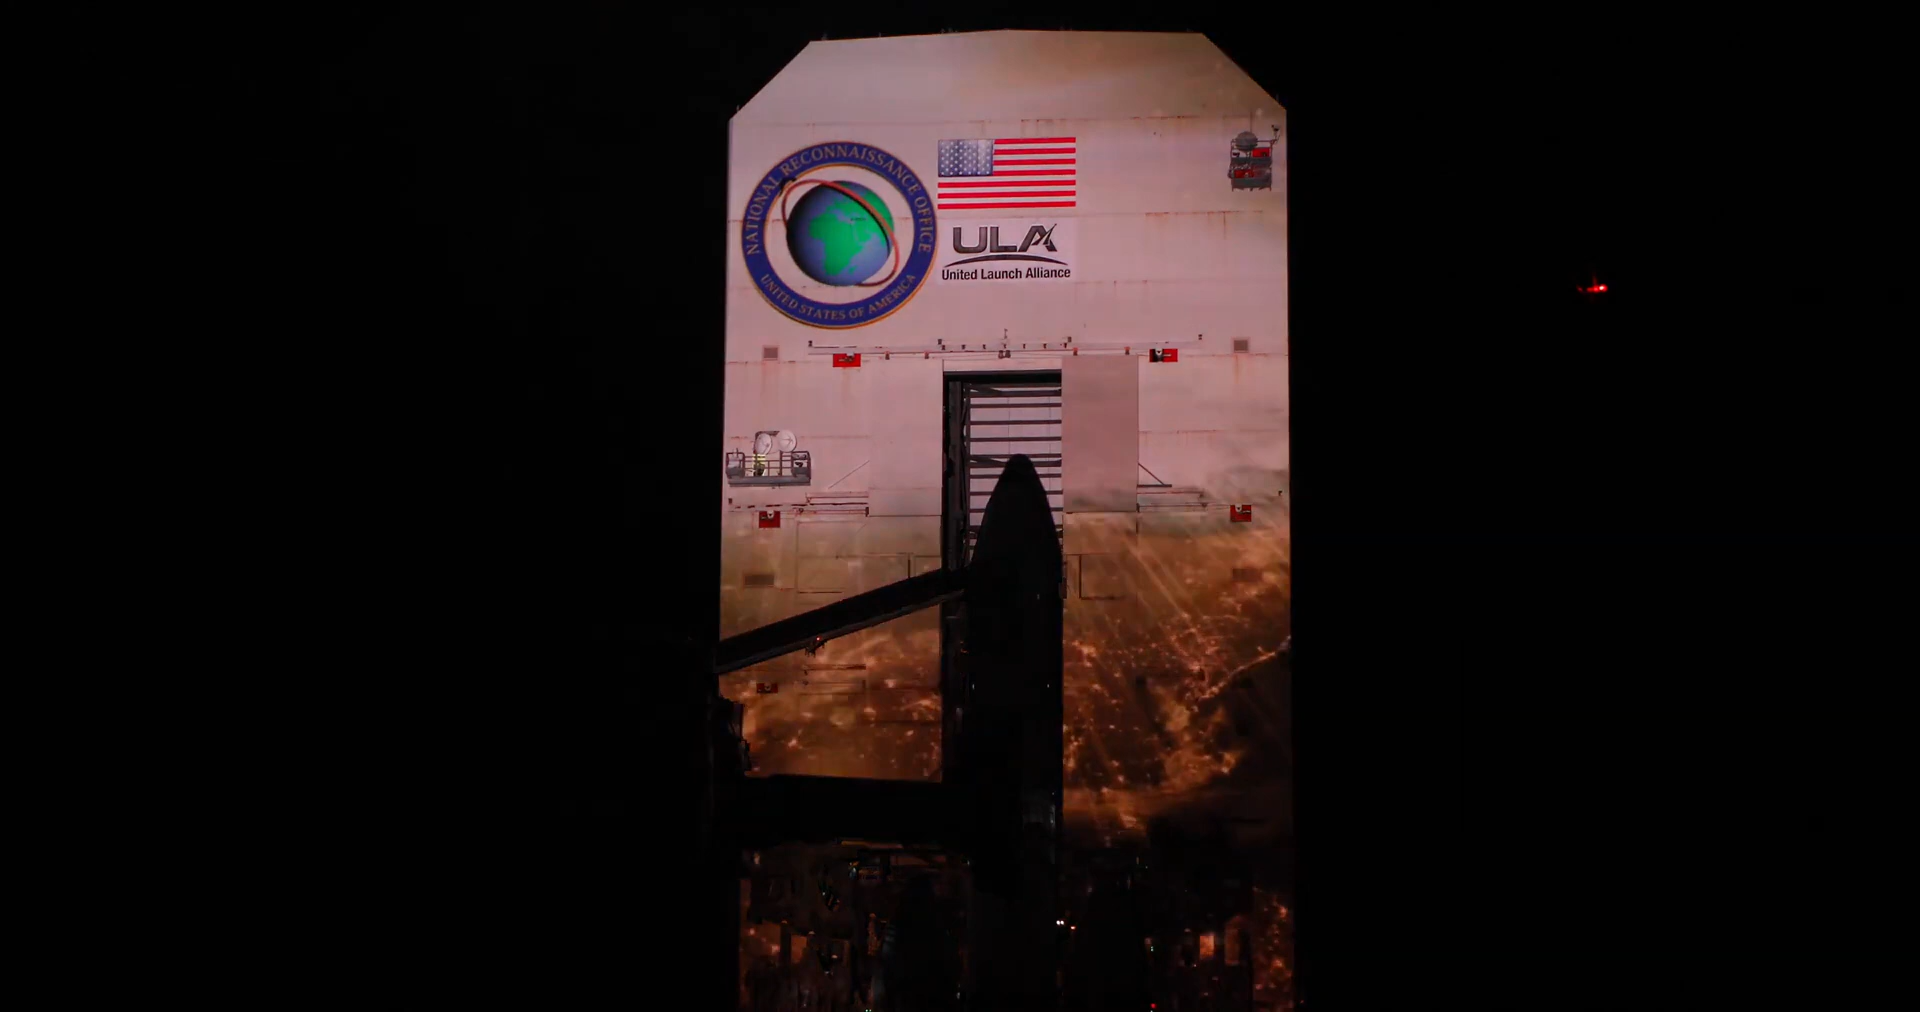 NATIONAL RECONNAISSANCE OFFICE
UNITED STATES OF AMERICA
ULA
United Launch Alliance